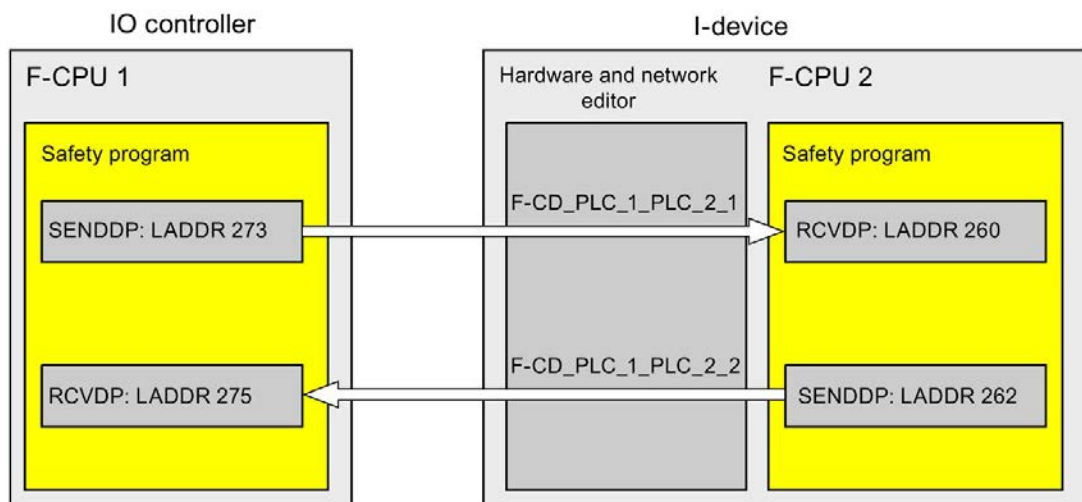 IO controller
I-device
F-CPU 1
Hardware and network
editor
F-CPU 2
Safety program
Safety program
F-CD_PLC_1_PLC_2_1
SENDDP: LADDR 273
RCVDP: LADDR 260
F-CD_PLC_1_PLC_2_2
RCVDP: LADDR 275
SENDDP: LADDR 262